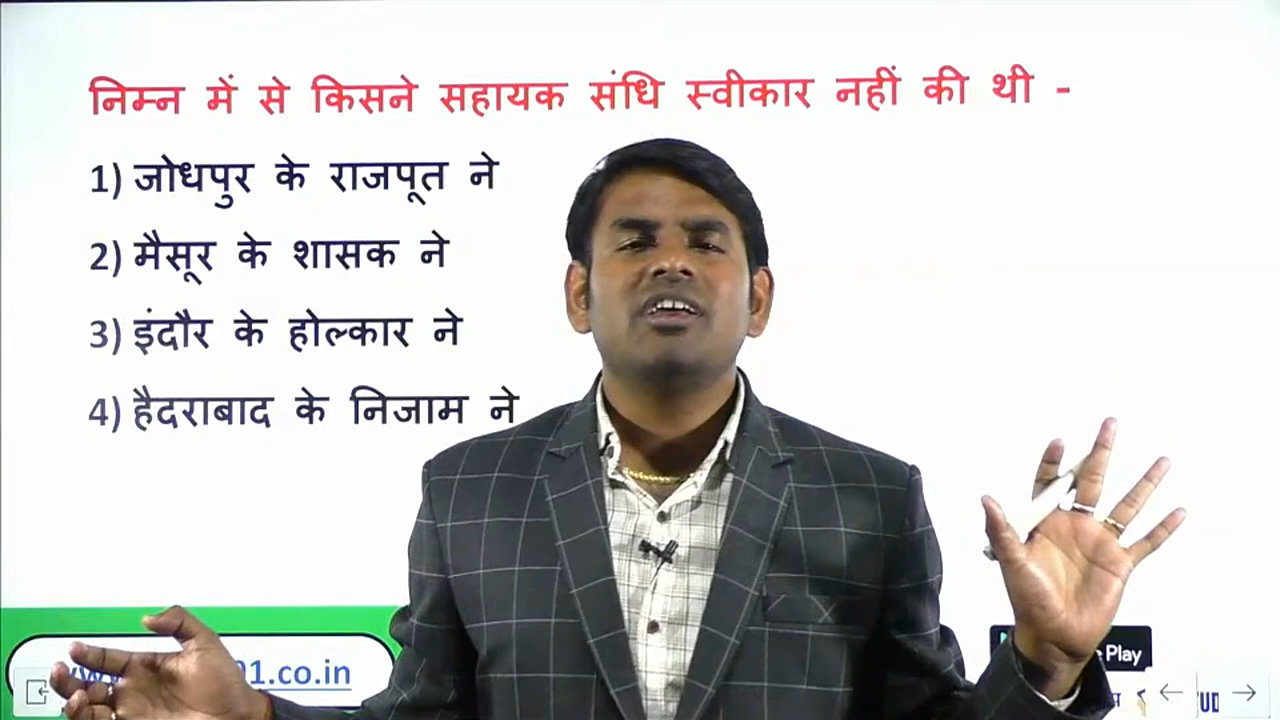 निम्न में से किसने सहायक संधि स्वीकार नहीं की थी -
1) जोधपुर के राजपूत ने
2) मैसूर के शासक ने
3) इंदौर के होल्कार ने
4) हैदराबाद के निजाम ने
1.co.in
Play